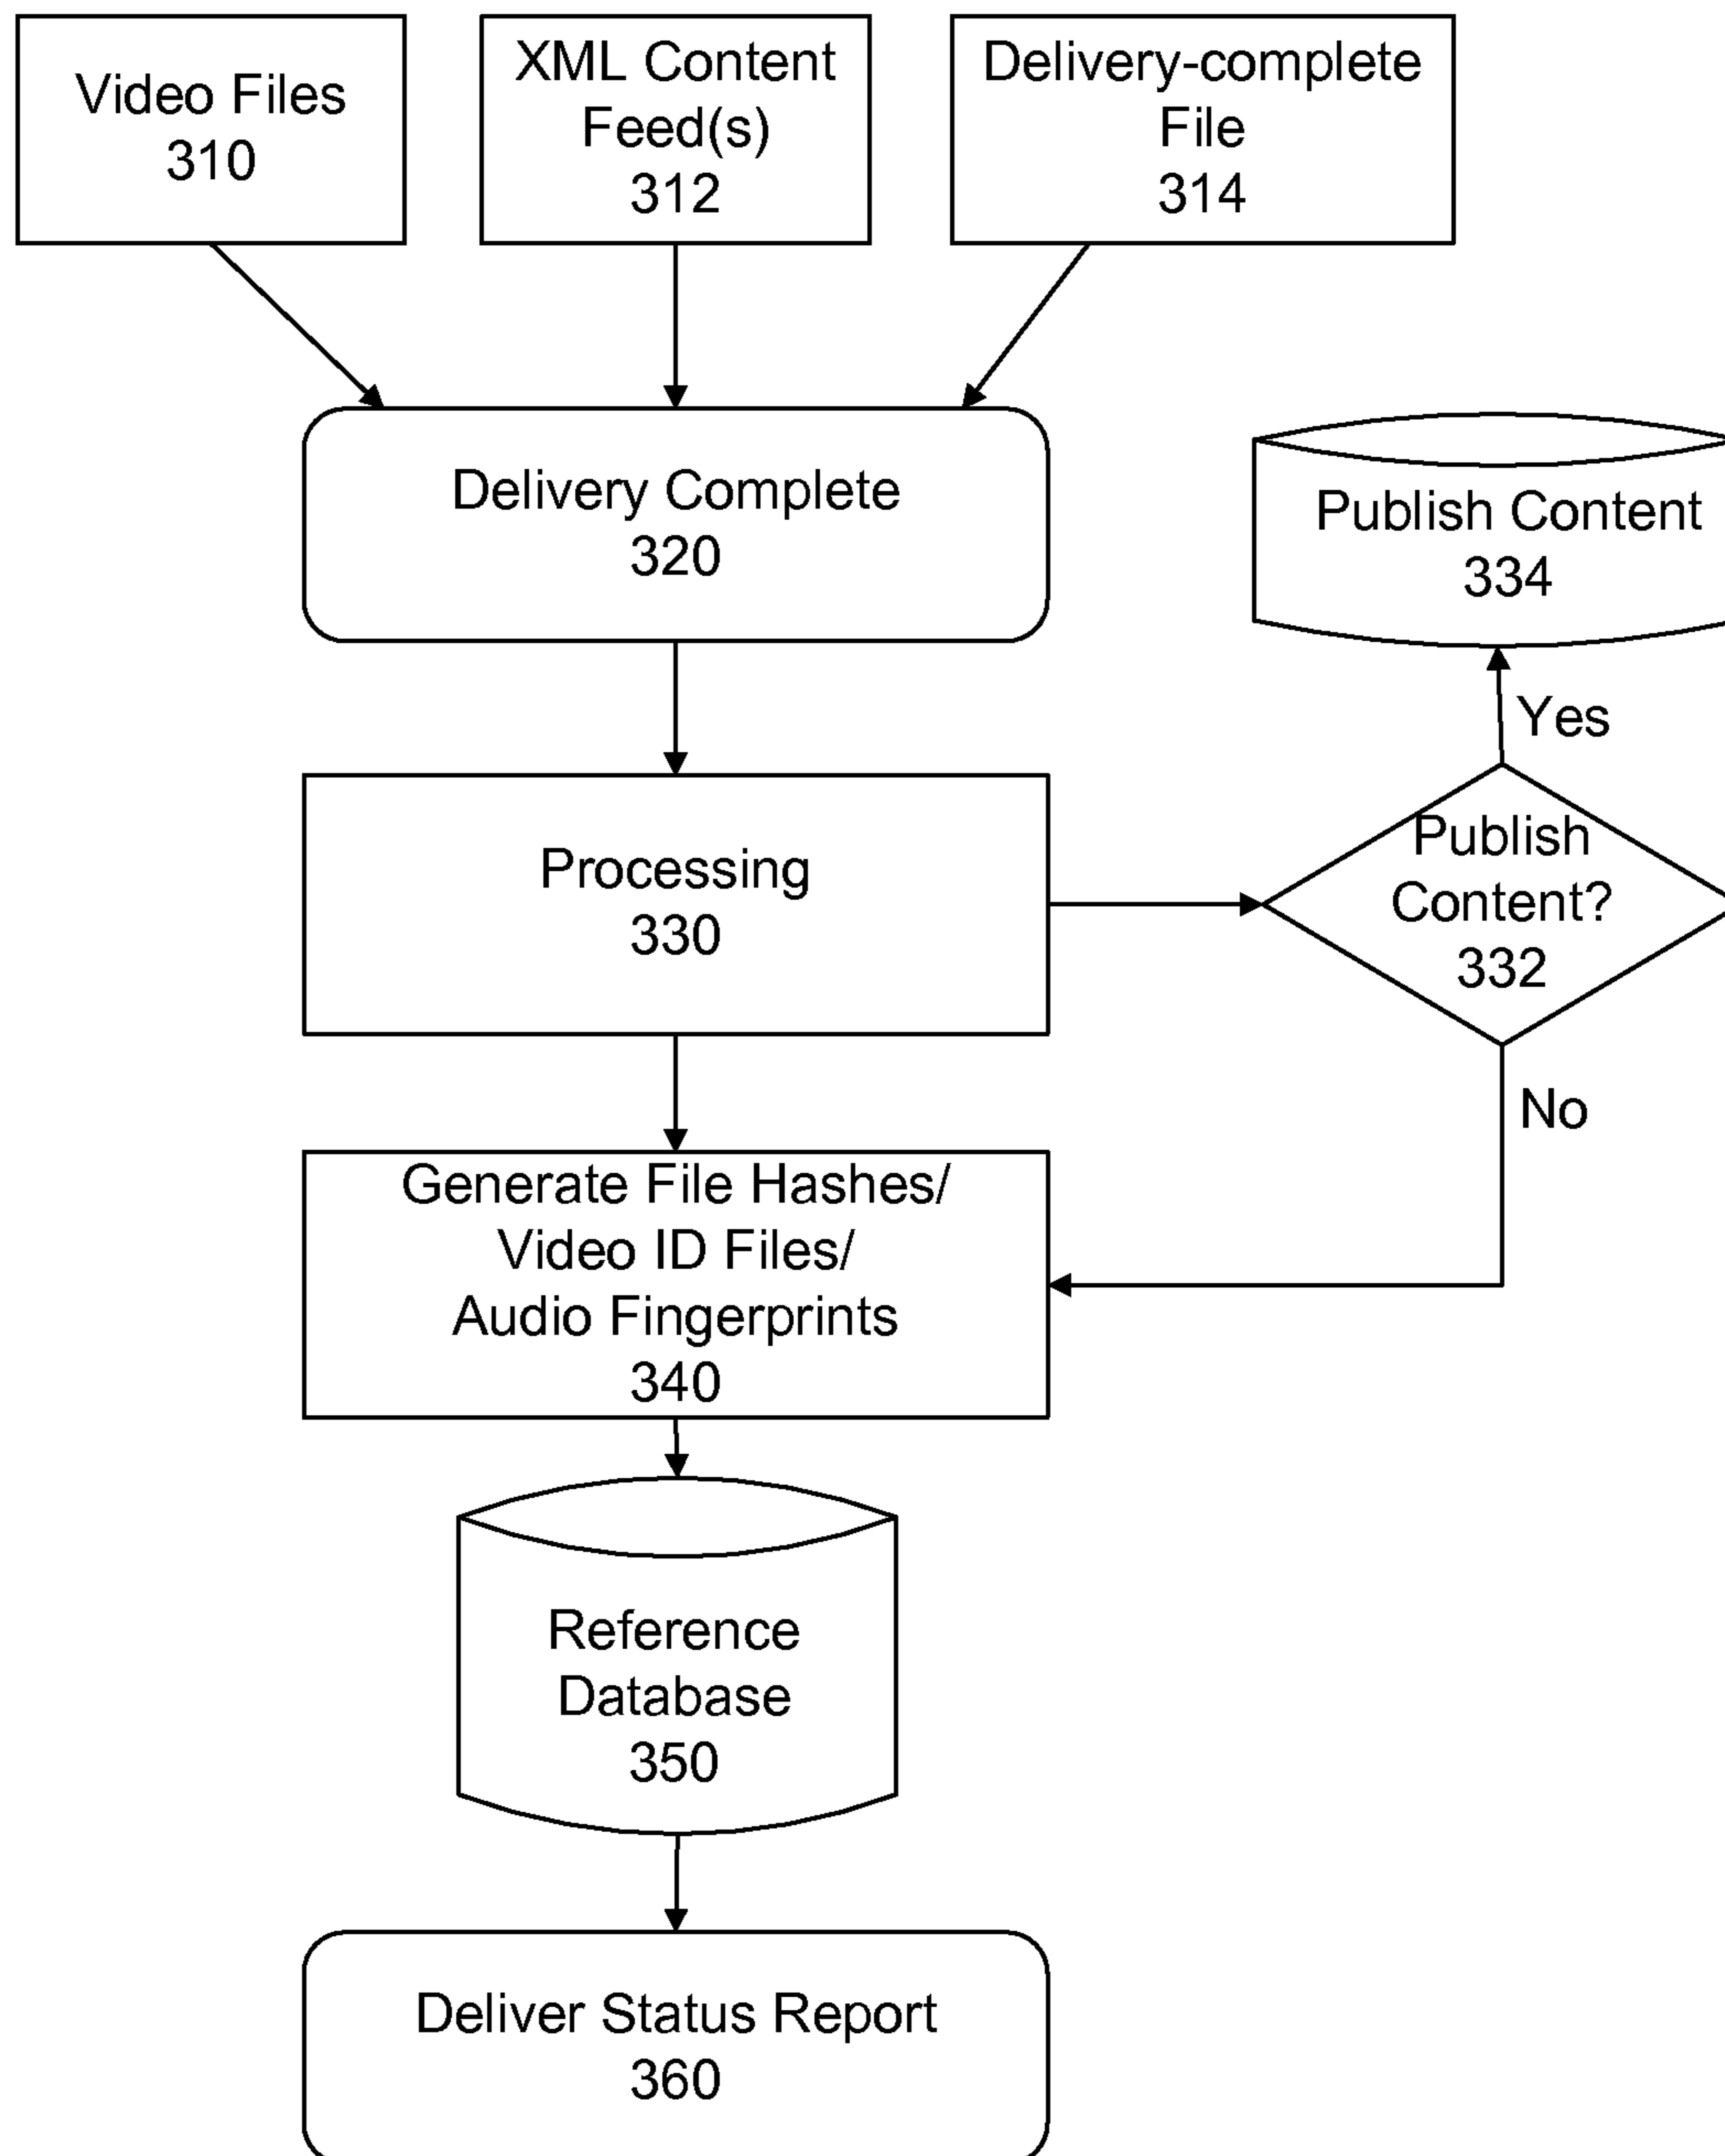 Video Files
310
XML Content
Feed(s)
312
Delivery-complete
File
314
Delivery Complete
320
Publish Content
334
Yes
Processing
330
Publish
Content?
332
No
Generate File Hashes/
Video ID Files/
Audio Fingerprints
340
Reference
Database
350
Deliver Status Report
360